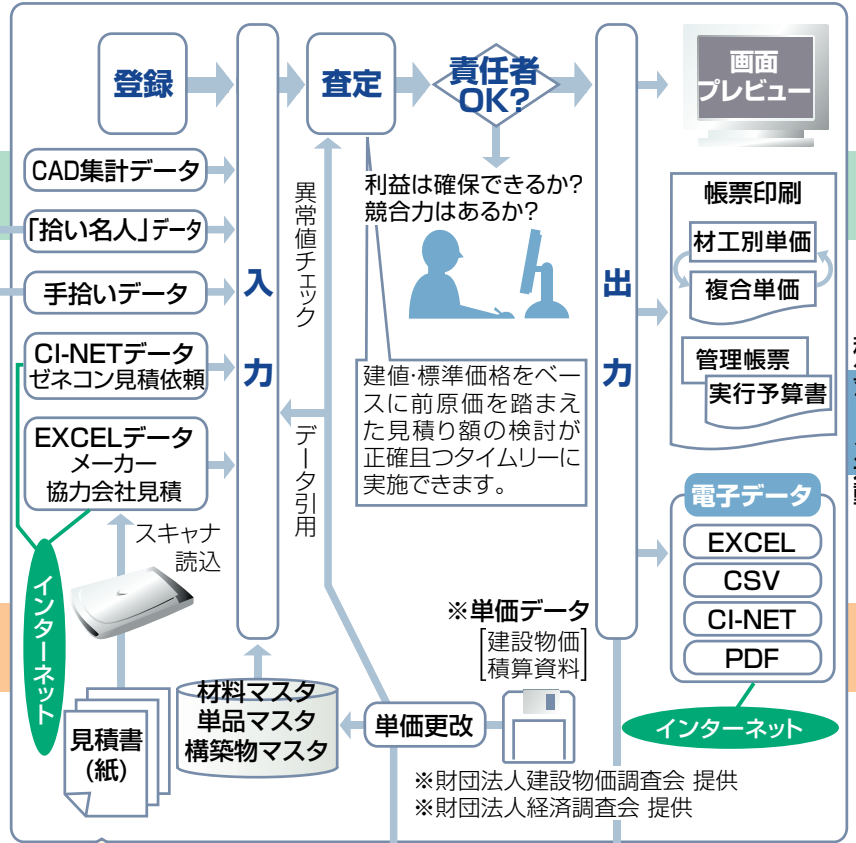 登録
入力
査定
責任者
OK?
出力
画面
プレビュー
CAD集計データ
「拾い名人」データ
手拾いデータ
CI-NETデータ
ゼネコン見積依頼
EXCELデータ
メーカー
協力会社見積
インターネット
スキャナ
読込
見積書
(紙)
異常値チェック
データ引用
利益は確保できるか?
競合力はあるか?
建値・標準価格をベー
スに前原価を踏まえ
た見積り額の検討が
正確且つタイムリーに
実施できます。
材料マスタ
単品マスタ
構築物マスタ
単価更改
※単価データ
建設物価
積算資料
※財団法人建設物価調査会 提供
※財団法人経済調査会 提供
帳票印刷
材工別単価
複合単価
管理帳票
実行予算書
電子データ
EXCEL
CSV
CI-NET
PDF
インターネット